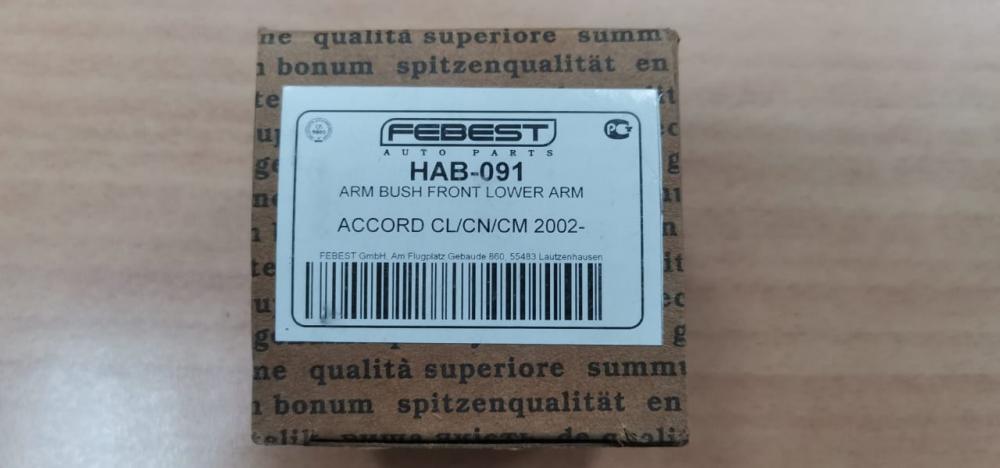 ne qualità superiore summ
bonum spitzenqualität en
te
FEBEST
AUTO PARTS
HAB-091
ARM BUSH FRONT LOWER ARM
ACCORD CL/CN/CM 2002-
FEBEST GmbH, Am Flugplatz Gebaude 860, 55483 Lautzenhausen
ne qualità superiore summ
bonum spitzenqualität en